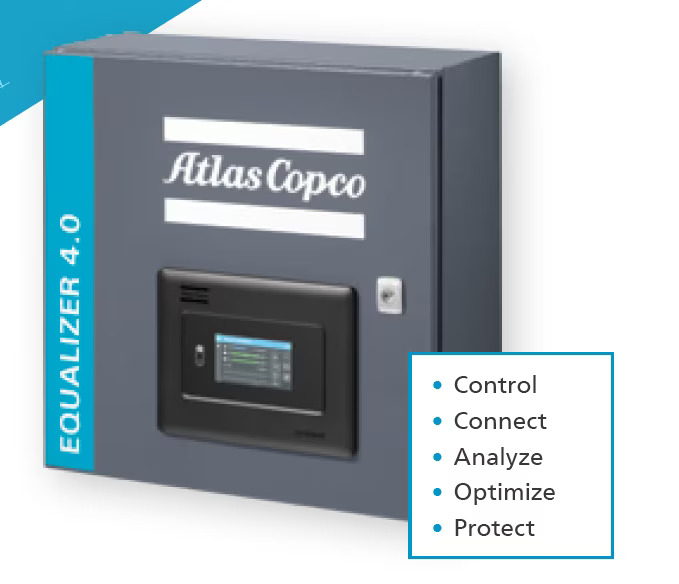 Atlas Copco
EQUALIZER 4.0
• Control
• Connect
• Analyze
• Optimize
• Protect